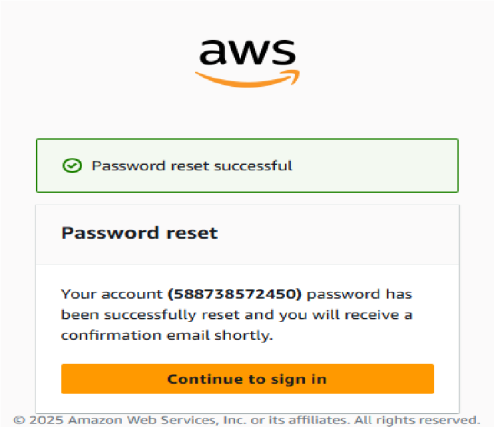 aws
Password reset successful
Password reset
Your account (588738572450) password has
been successfully reset and you will receive a
confirmation email shortly.
Continue to sign in
© 2025 Amazon Web Services, Inc. or its affiliates. All rights reserved.